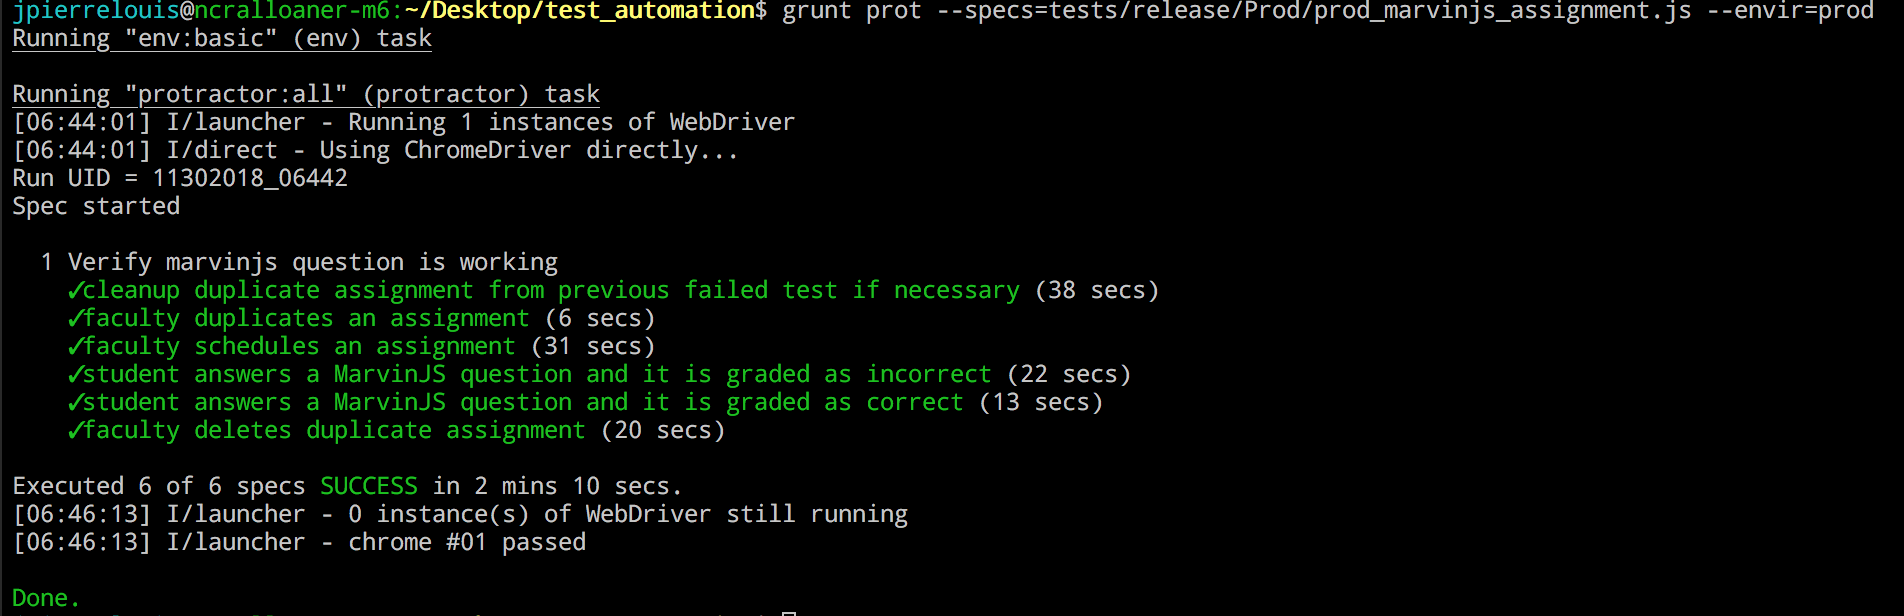 jpierrelouis@ncralloaner-m6:~/Desktop/test_automation$ grunt prot --specs=tests/release/Prod/prod_marvinjs_assignment.js --envir=prod
Running "env:basic" (env) task
Running "protractor:all" (protractor) task
[06:44:01] I/launcher - Running 1 instances of WebDriver
[06:44:01] I/direct - Using ChromeDriver directly...
Run UID = 11302018_06442
Spec started
1 Verify marvinjs question is working
✓cleanup duplicate assignment from previous failed test if necessary (38 secs)
✓faculty duplicates an assignment (6 secs)
✓faculty schedules an assignment (31 secs)
✓student answers a MarvinJS question and it is graded as incorrect (22 secs)
✓student answers a MarvinJS question and it is graded as correct (13 secs)
✓faculty deletes duplicate assignment (20 secs)
Executed 6 of 6 specs SUCCESS in 2 mins 10 secs.
[06:46:13] I/launcher - 0 instance(s) of WebDriver still running
[06:46:13] I/launcher - chrome #01 passed
Done.